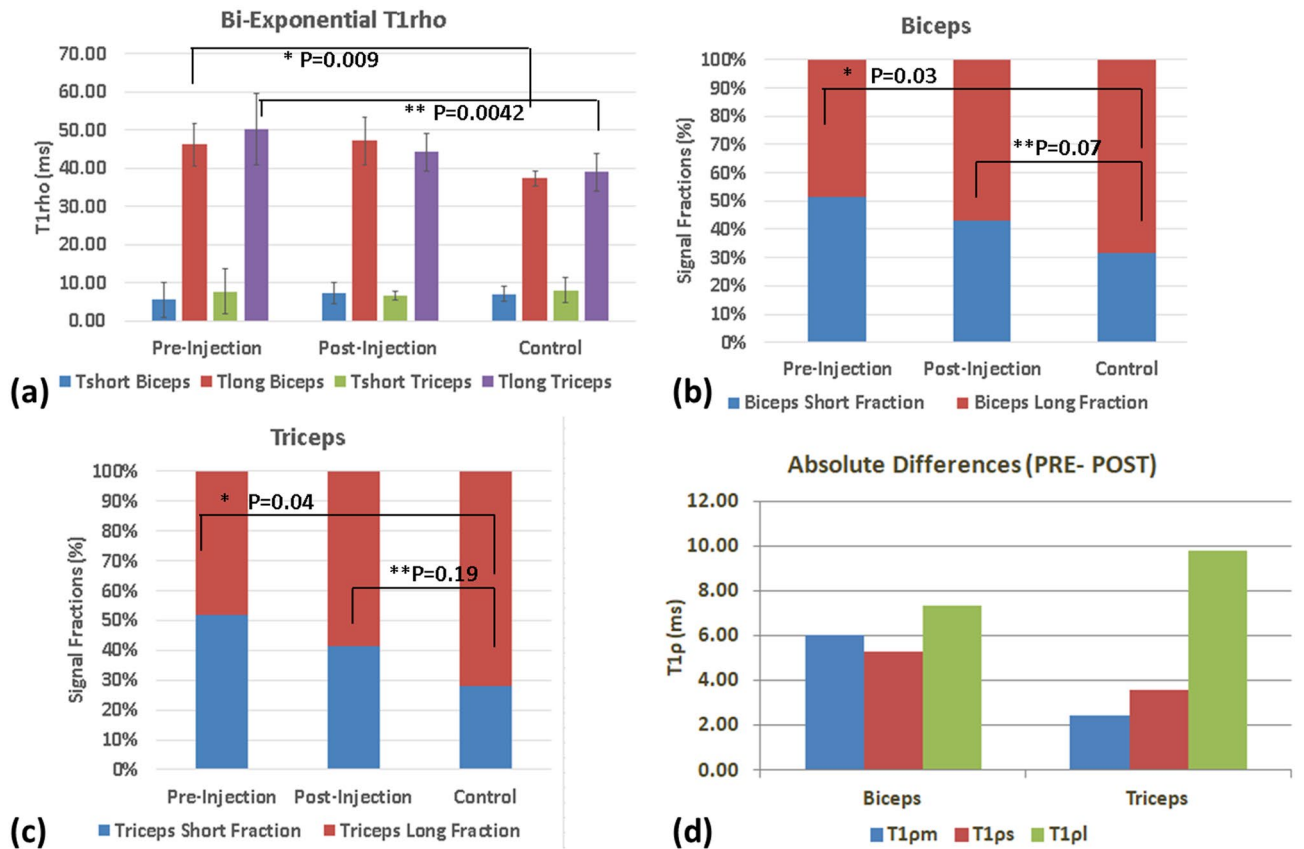 Bi-Exponential T1rho
70.00
60.00
50.00
40.00
30.00
20.00
10.00
0.00
T1rho (ms)
* P=0.009
** P=0.0042
Pre-Injection Post-Injection Control
Tshort Biceps Tlong Biceps Tshort Triceps Tlong Triceps
(a)
Biceps
100%
90%
80%
70%
60%
50%
40%
30%
20%
10%
0%
Signal Fractions (%)
* P=0.03
**P=0.07
Pre-Injection Post-Injection Control
Biceps Short Fraction Biceps Long Fraction
(b)
Triceps
100%
90%
80%
70%
60%
50%
40%
30%
20%
10%
0%
Signal Fractions (%)
* P=0.04
**P=0.19
Pre-Injection Post-Injection Control
Triceps Short Fraction Triceps Long Fraction
(c)
Absolute Differences (PRE- POST)
12.00
10.00
8.00
6.00
4.00
2.00
0.00
T1ρ (ms)
Biceps Triceps
T1ρm T1ρs T1ρl
(d)